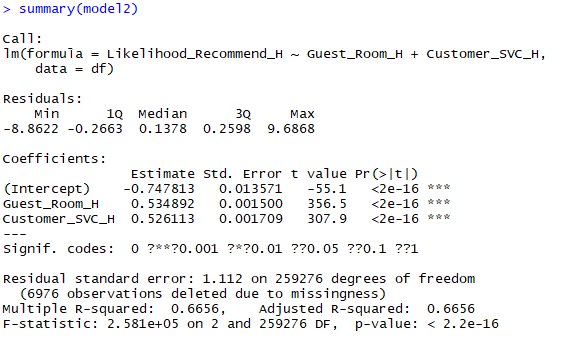 > summary(model2)
Call:
lm(formula = Likelihood_Recommend_H ~ Guest_Room_H + Customer_SVC_H,
    data = df)
Residuals:
    Min      1Q  Median      3Q     Max
-8.8622 -0.2663  0.1378  0.2598  9.6868
Coefficients:
                Estimate Std. Error t value Pr(>|t|)
(Intercept)    -0.747813   0.013571   -55.1   <2e-16 ***
Guest_Room_H    0.534892   0.001500   356.5   <2e-16 ***
Customer_SVC_H  0.526113   0.001709   307.9   <2e-16 ***
---
Signif. codes:  0 ?**?0.001 ?*?0.01 ??0.05 ??0.1 ??1
Residual standard error: 1.112 on 259276 degrees of freedom
  (6976 observations deleted due to missingness)
Multiple R-squared:  0.6656,    Adjusted R-squared:  0.6656
F-statistic: 2.581e+05 on 2 and 259276 DF,  p-value: < 2.2e-16